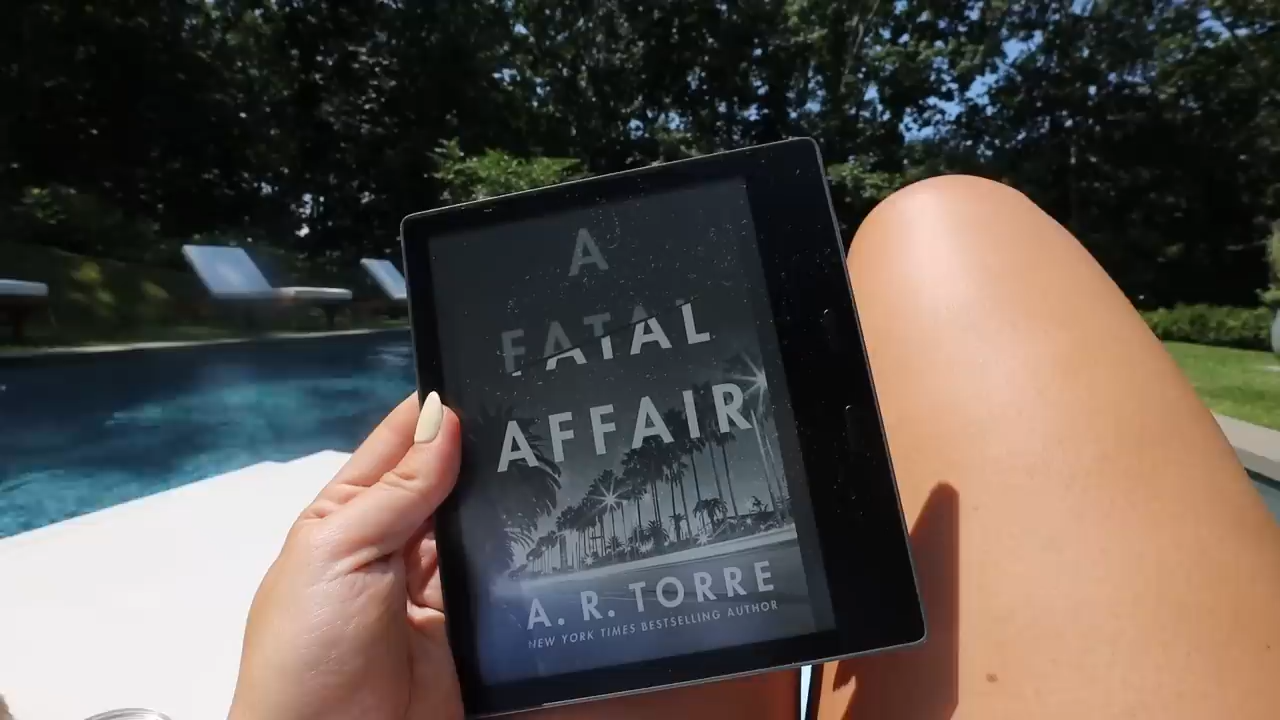 A
FATAL
AFFAIR
A. R. TORRE
NEW YORK TIMES BESTSELLING AUTHOR